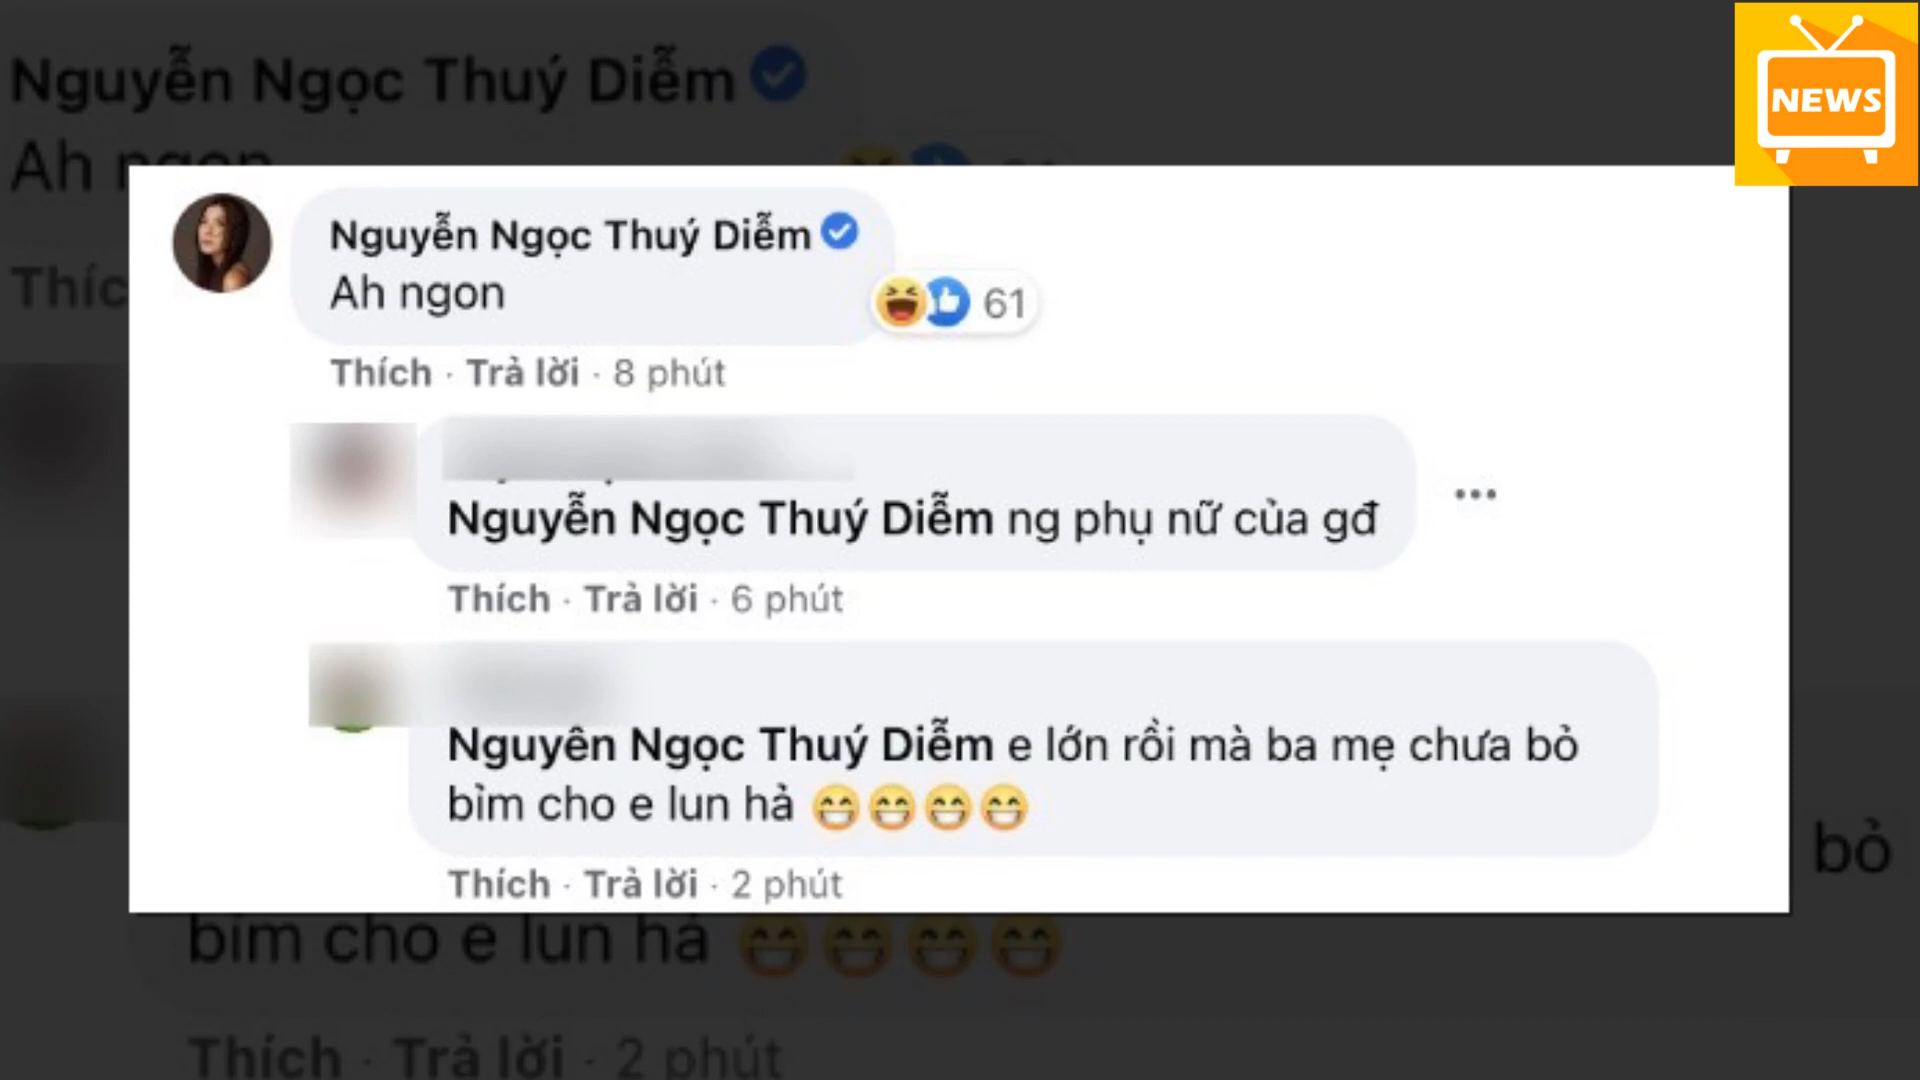 Nguyễn Ngọc Thuý Diễm
Ah ngon
Thíc
NEWS
Nguyễn Ngọc Thuý Diễm
Ah ngon
61
Thích · Trả lời · 8 phút
Nguyễn Ngọc Thuý Diễm ng phụ nữ của gđ
Thích · Trả lời · 6 phút
Nguyên Ngọc Thuý Diễm e lớn rồi mà ba mẹ chưa bỏ
bỉm cho e lun hả
Thích · Trả lời · 2 phút
bỏ
bỉm cho e lun hả
Thích · Trả lời · 2 phút